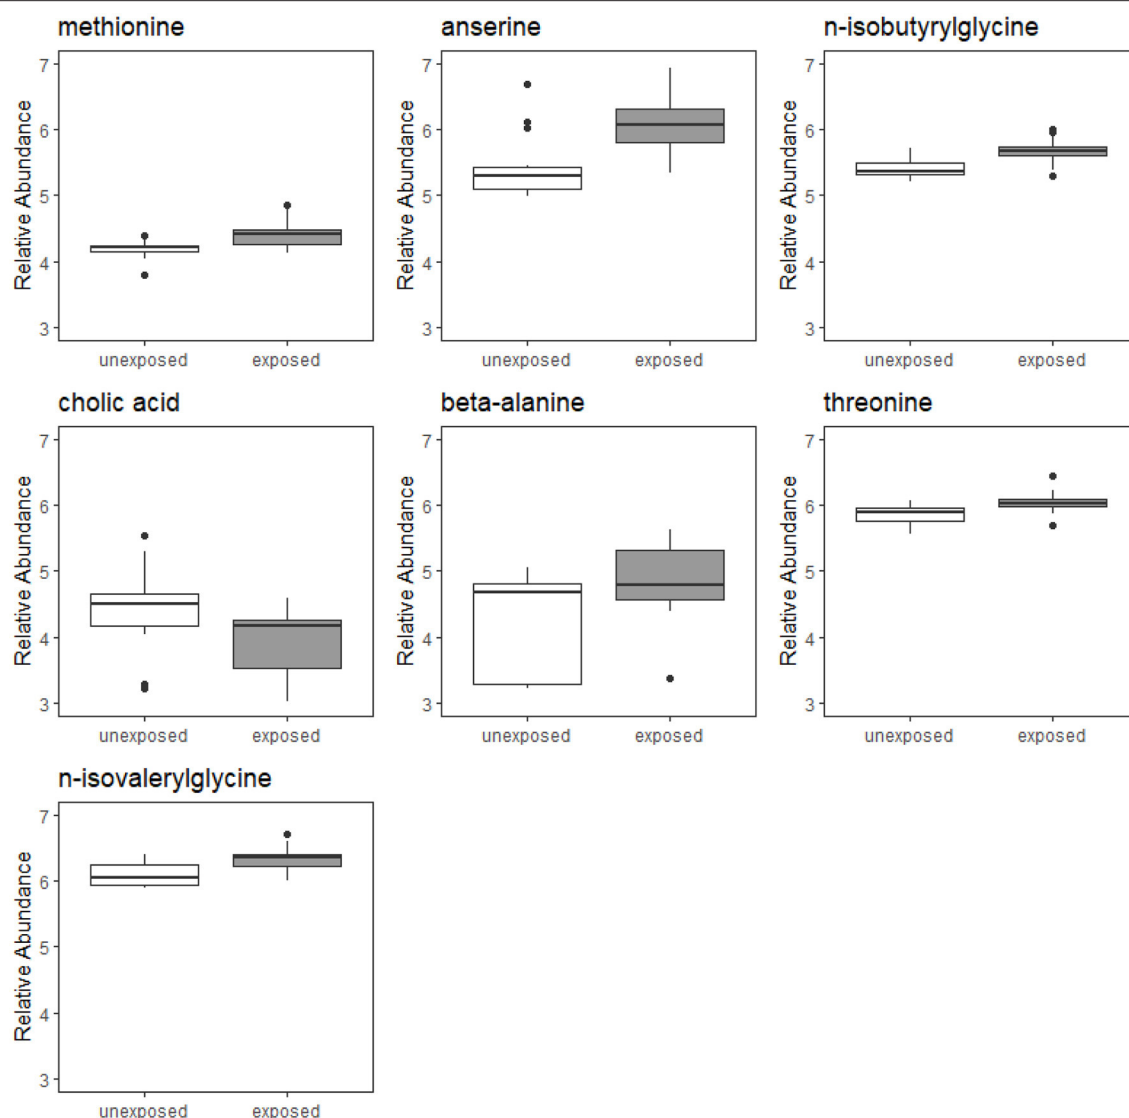 methionine
anserine
n-isobutyrylglycine
Relative Abundance
7
6
5
4
3
unexposed
exposed
Relative Abundance
7
6
5
4
3
unexposed
exposed
Relative Abundance
7
6
5
4
3
unexposed
exposed
cholic acid
beta-alanine
threonine
Relative Abundance
7
6
5
4
3
unexposed
exposed
Relative Abundance
7
6
5
4
3
unexposed
exposed
Relative Abundance
7
6
5
4
3
unexposed
exposed
n-isovalerylglycine
Relative Abundance
7
6
5
4
3
unexposed
exposed